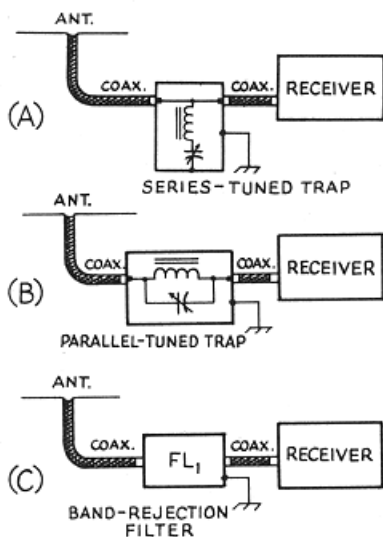 ANT.
COAX. COAX.
RECEIVER
(A)
SERIES-TUNED TRAP
ANT.
COAX. COAX.
RECEIVER
(B)
PARALLEL-TUNED TRAP
ANT.
COAX. COAX.
RECEIVER
FL1
(C)
BAND-REJECTION
FILTER